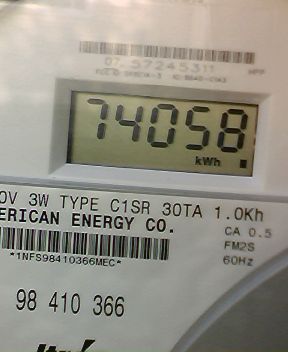 07 57245311
74058
kWh
0V 3W TYPE C1SR 30TA 1.0Kh
ERICAN ENERGY CO.
CA 0.5
FM2S
*1NFS98410366MEC*
60Hz
98 410 366